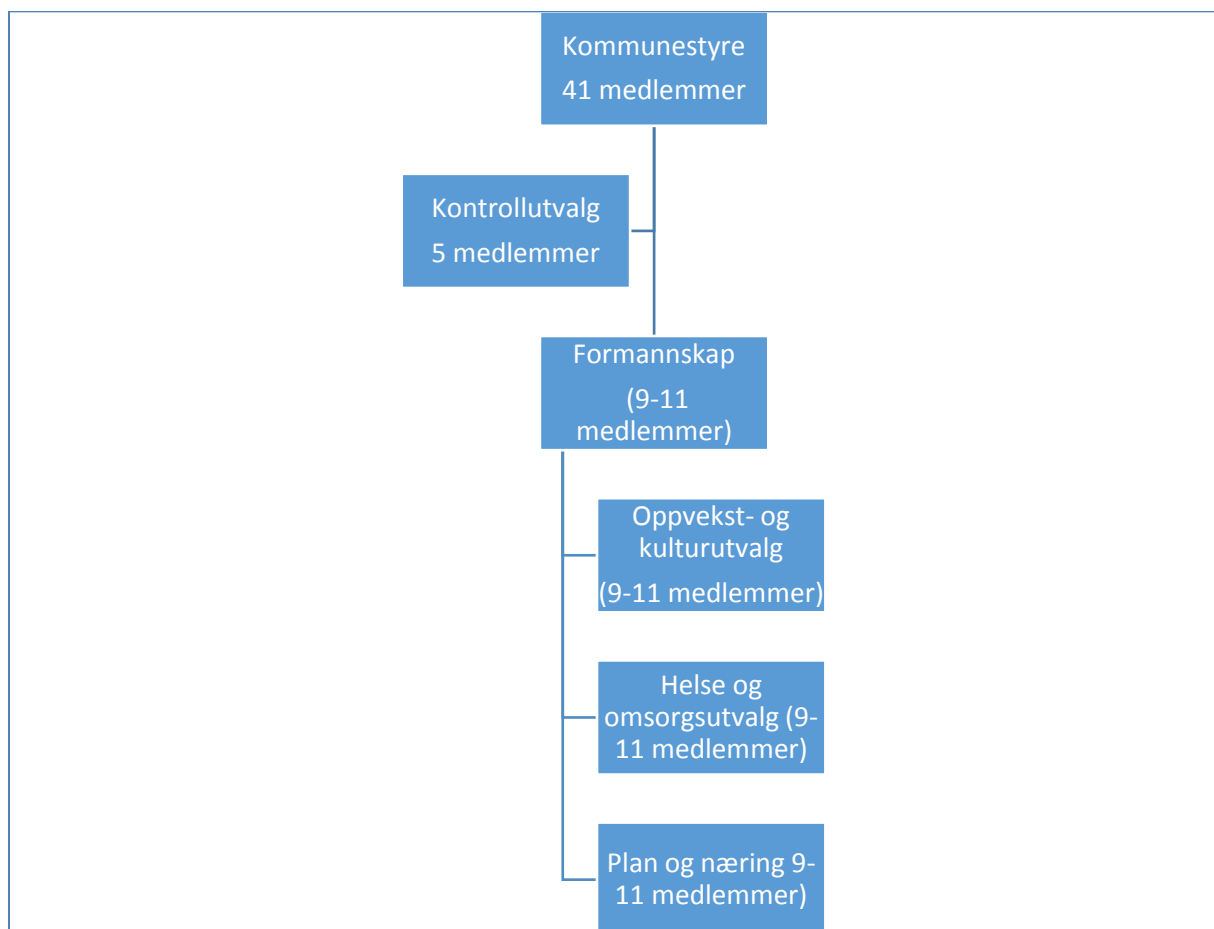 Kommunestyre
41 medlemmer
Kontrollutvalg
5 medlemmer
Formannskap
(9-11
medlemmer)
Oppvekst- og
kulturutvalg
(9-11 medlemmer)
Helse og
omsorgsutvalg (9-
11 medlemmer)
Plan og næring 9-
11 medlemmer)